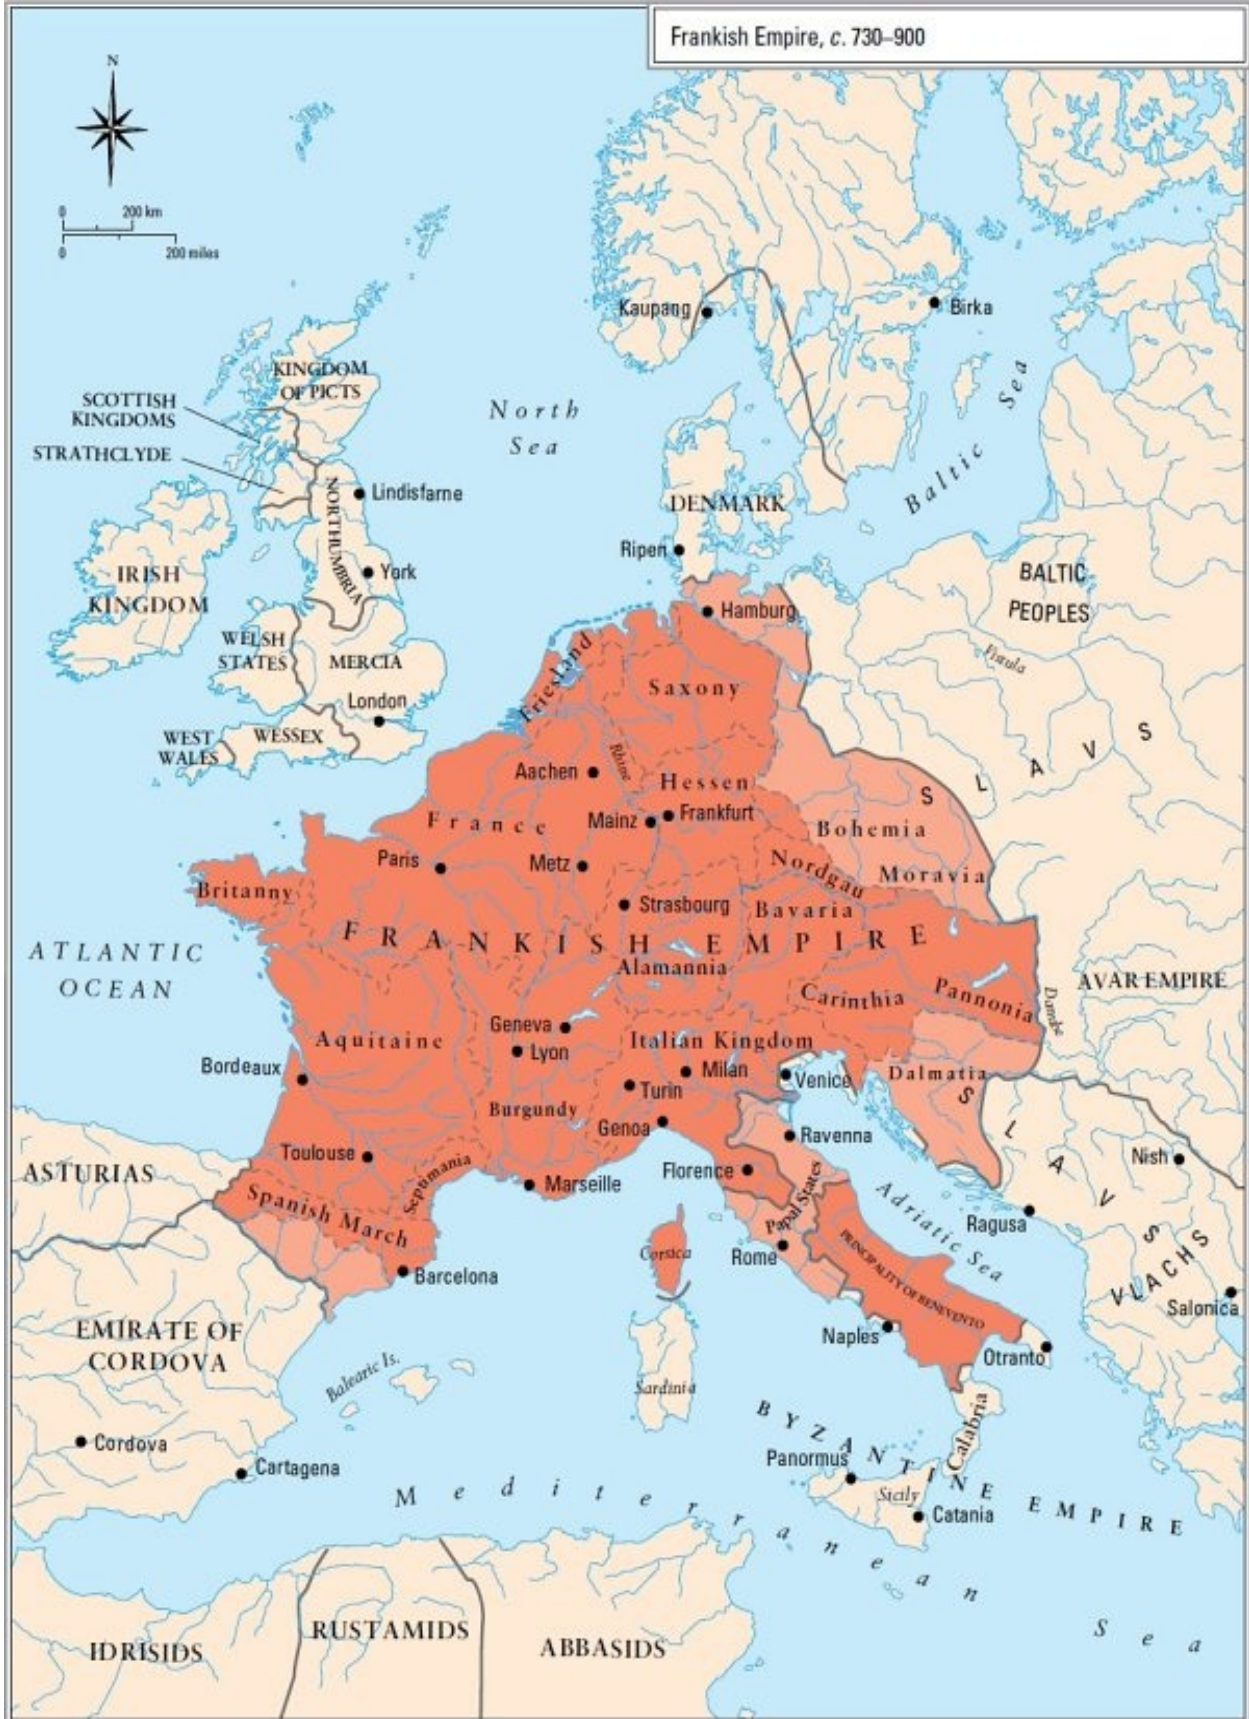 Frankish Empire, c. 730–900
N
0 200 km
0 200 miles
Kaupang
Birka
KINGDOM
OF PICTS
SCOTTISH
KINGDOMS
STRATHCLYDE
North
Sea
Baltic Sea
Lindisfarne
NORTHUMBRIA
DENMARK
Ripen
York
IRISH
KINGDOM
BALTIC
PEOPLES
Hamburg
WELSH
STATES
MERCIA
Friesland
Vistula
Saxony
London
WEST
WALES
WESSEX
SLAVS
Rhine
Aachen
Hessen
France
Mainz
Frankfurt
Bohemia
Paris
Metz
Nordgau
Moravia
Britanny
Strasbourg
Bavaria
FRANKISH EMPIRE
ATLANTIC
OCEAN
Alamannia
AVAR EMPIRE
Carinthia
Pannonia
Danube
Geneva
Aquitaine
Italian Kingdom
Lyon
Bordeaux
Milan
Venice
Dalmatia
Turin
Burgundy
SLAVS
Genoa
Ravenna
Toulouse
Septumania
Nish
ASTURIAS
Florence
Marseille
Papal States
Spanish March
Adriatic Sea
Ragusa
Corsica
Rome
PRINCIPALITY OF BENEVENTO
VLACHS
Barcelona
Salonica
EMIRATE OF
CORDOVA
Naples
Otranto
Balearic Is.
Sardinia
BYZANTINE EMPIRE
Calabria
Cordova
Panormus
Cartagena
Sicily
Mediterranean Sea
Catania
IDRISIDS
RUSTAMIDS
ABBASIDS